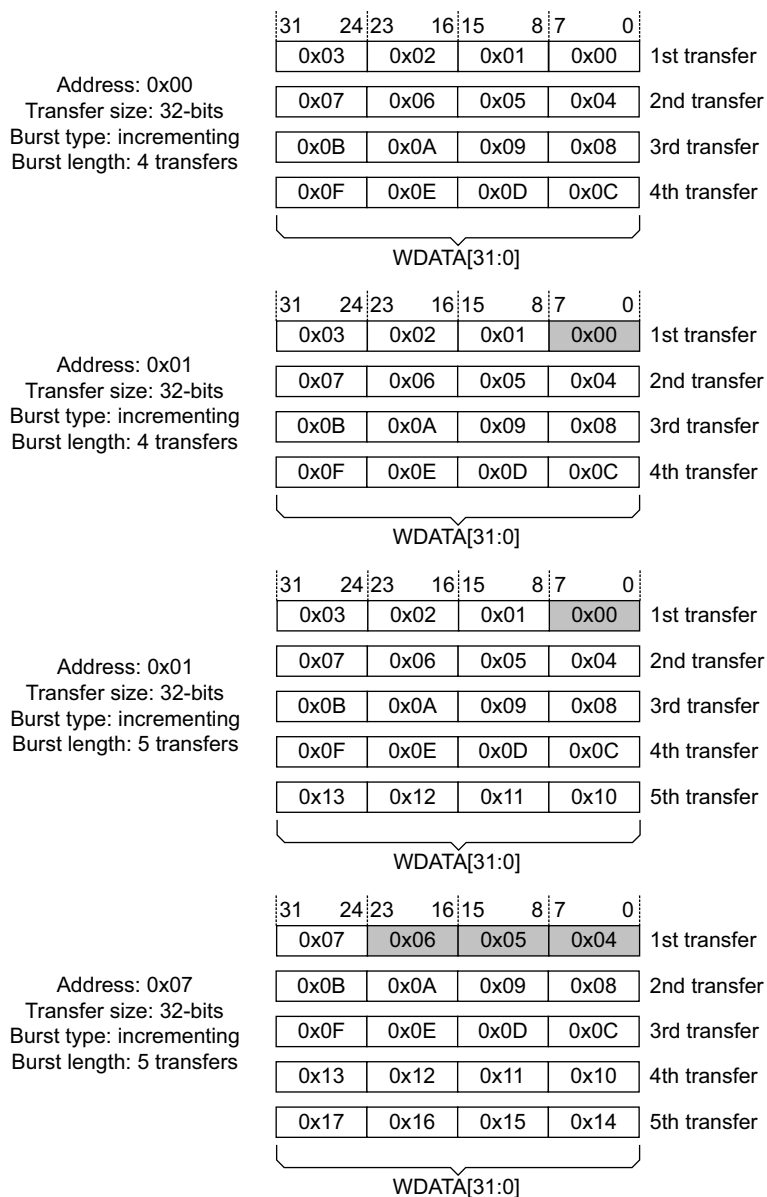 31 24 23 16 15 8 7 0
0x03 0x02 0x01 0x00 1st transfer
Address: 0x00
Transfer size: 32-bits
Burst type: incrementing
Burst length: 4 transfers
0x07 0x06 0x05 0x04 2nd transfer
0x0B 0x0A 0x09 0x08 3rd transfer
0x0F 0x0E 0x0D 0x0C 4th transfer
WDATA[31:0]
31 24 23 16 15 8 7 0
0x03 0x02 0x01 0x00 1st transfer
Address: 0x01
Transfer size: 32-bits
Burst type: incrementing
Burst length: 4 transfers
0x07 0x06 0x05 0x04 2nd transfer
0x0B 0x0A 0x09 0x08 3rd transfer
0x0F 0x0E 0x0D 0x0C 4th transfer
WDATA[31:0]
31 24 23 16 15 8 7 0
0x03 0x02 0x01 0x00 1st transfer
Address: 0x01
Transfer size: 32-bits
Burst type: incrementing
Burst length: 5 transfers
0x07 0x06 0x05 0x04 2nd transfer
0x0B 0x0A 0x09 0x08 3rd transfer
0x0F 0x0E 0x0D 0x0C 4th transfer
0x13 0x12 0x11 0x10 5th transfer
WDATA[31:0]
31 24 23 16 15 8 7 0
0x07 0x06 0x05 0x04 1st transfer
Address: 0x07
Transfer size: 32-bits
Burst type: incrementing
Burst length: 5 transfers
0x0B 0x0A 0x09 0x08 2nd transfer
0x0F 0x0E 0x0D 0x0C 3rd transfer
0x13 0x12 0x11 0x10 4th transfer
0x17 0x16 0x15 0x14 5th transfer
WDATA[31:0]